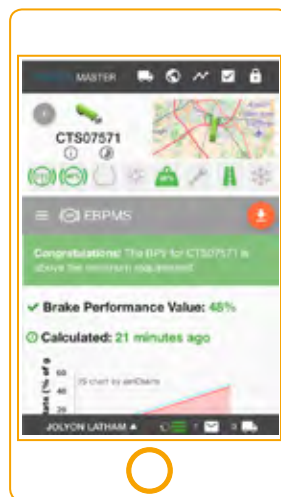 MASTER
CTS07571
EBPMS
Congratulations: The BPV for CTS07571 is
above the minimum requirement
Brake Performance Value: 48%
Calculated: 21 minutes ago
60
JS chart by amCharts
40
20
JOLYON LATHAM